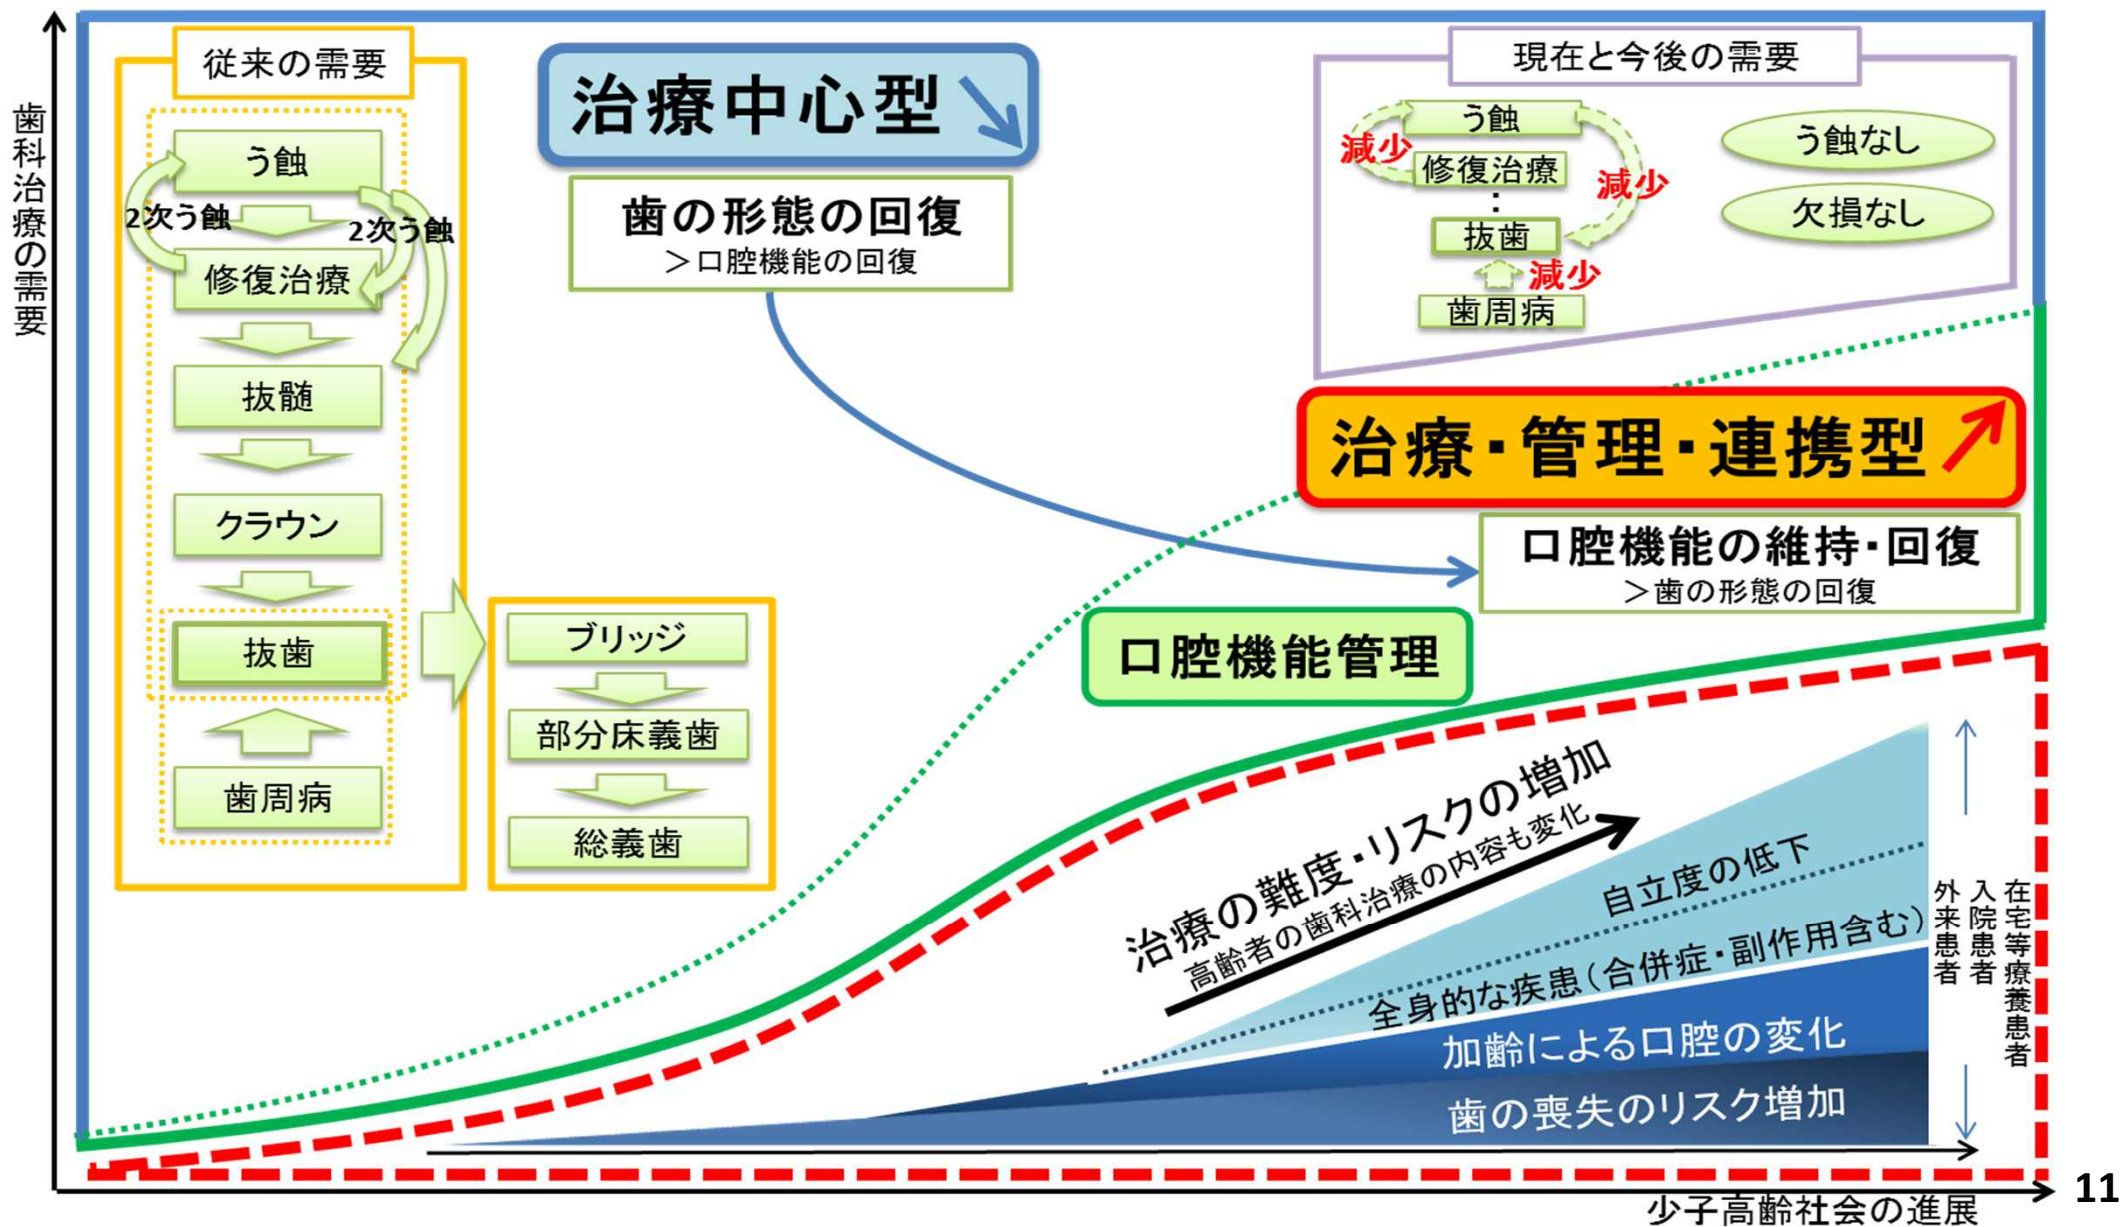 歯科治療の需要
従来の需要
う蝕
2次う蝕
2次う蝕
修復治療
抜髄
クラウン
抜歯
歯周病
ブリッジ
部分床義歯
総義歯
治療中心型
歯の形態の回復
＞口腔機能の回復
現在と今後の需要
う蝕
減少
修復治療
減少
：
抜歯
減少
歯周病
う蝕なし
欠損なし
治療・管理・連携型
口腔機能の維持・回復
＞歯の形態の回復
口腔機能管理
治療の難度・リスクの増加
高齢者の歯科治療の内容も変化
自立度の低下
全身的な疾患（合併症・副作用含む）
加齢による口腔の変化
歯の喪失のリスク増加
在宅等療養患者
入院患者
外来患者
少子高齢社会の進展
11